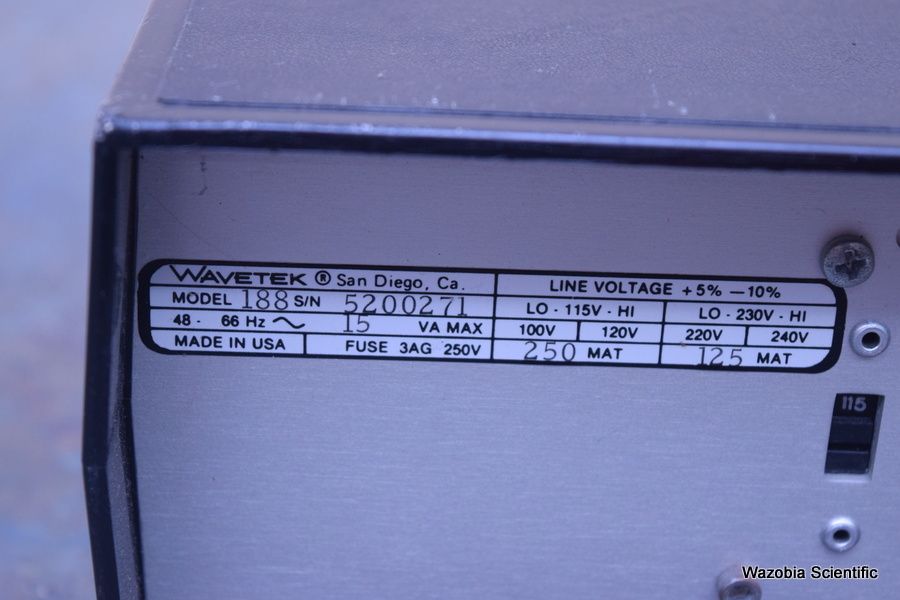 WAVETEK ® San Diego, Ca.
MODEL 188 S/N 5200271
48 - 66 Hz ~ 15 VA MAX
MADE IN USA FUSE 3AG 250V
LINE VOLTAGE +5% —10%
LO - 115V - HI LO - 230V - HI
100V 120V 220V 240V
250 MAT 125 MAT
115
Wazobia Scientific